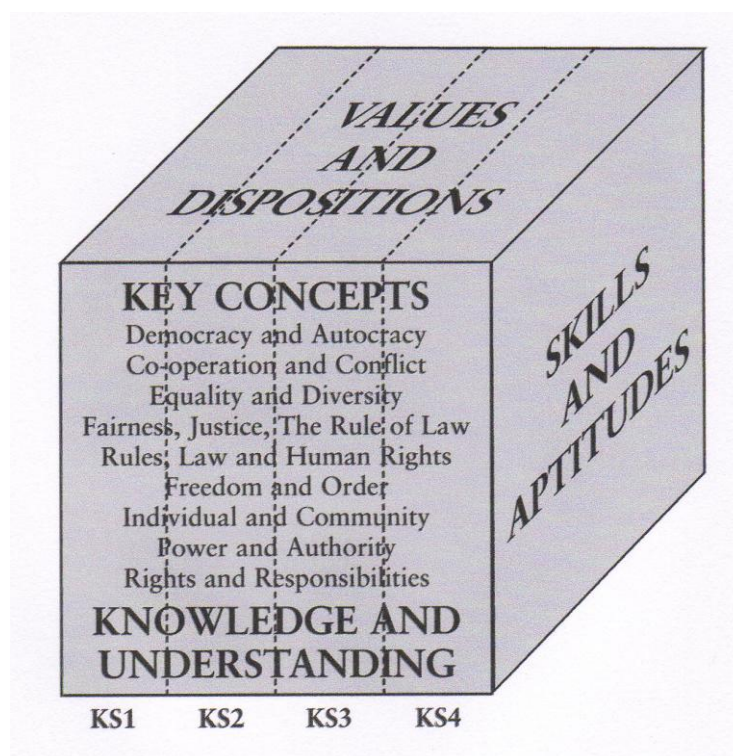 VALUES
AND
DISPOSITIONS
KEY CONCEPTS
Democracy and Autocracy
Co-operation and Conflict
Equality and Diversity
Fairness, Justice, The Rule of Law
Rules, Law and Human Rights
Freedom and Order
Individual and Community
Power and Authority
Rights and Responsibilities
KNOWLEDGE AND
UNDERSTANDING
SKILLS
AND
APTITUDES
KS1 KS2 KS3 KS4